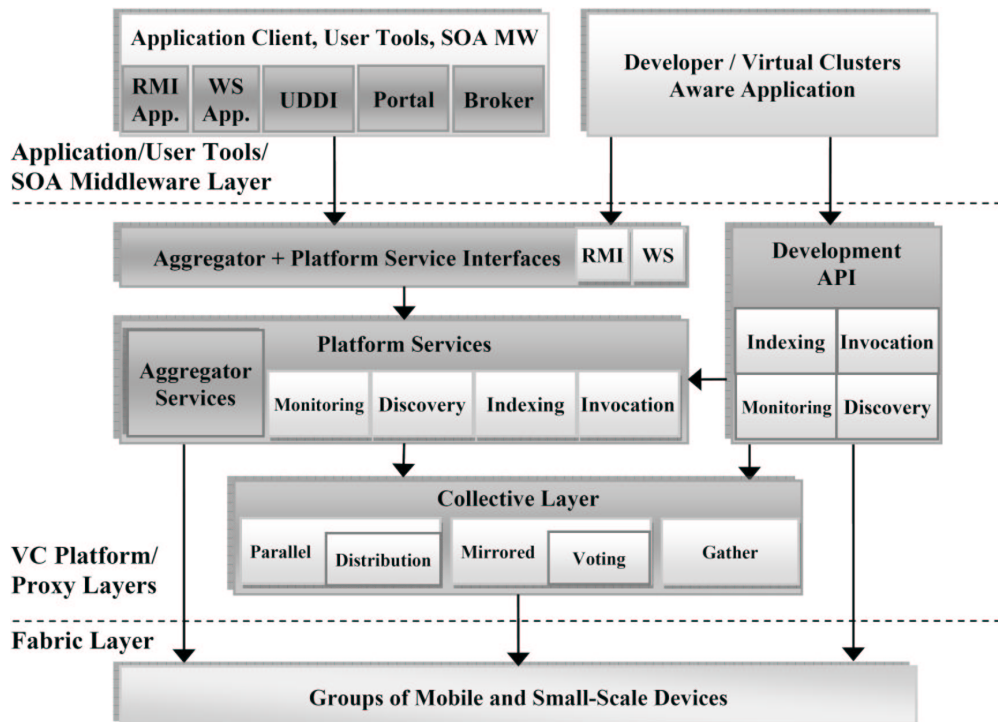 Application Client, User Tools, SOA MW
RMI App.
WS App.
UDDI
Portal
Broker
Developer / Virtual Clusters
Aware Application
Application/User Tools/
SOA Middleware Layer
Aggregator + Platform Service Interfaces
RMI
WS
Development
API
Indexing
Invocation
Monitoring
Discovery
Platform Services
Aggregator
Services
Monitoring
Discovery
Indexing
Invocation
Collective Layer
Parallel
Distribution
Mirrored
Voting
Gather
VC Platform/
Proxy Layers
Fabric Layer
Groups of Mobile and Small-Scale Devices